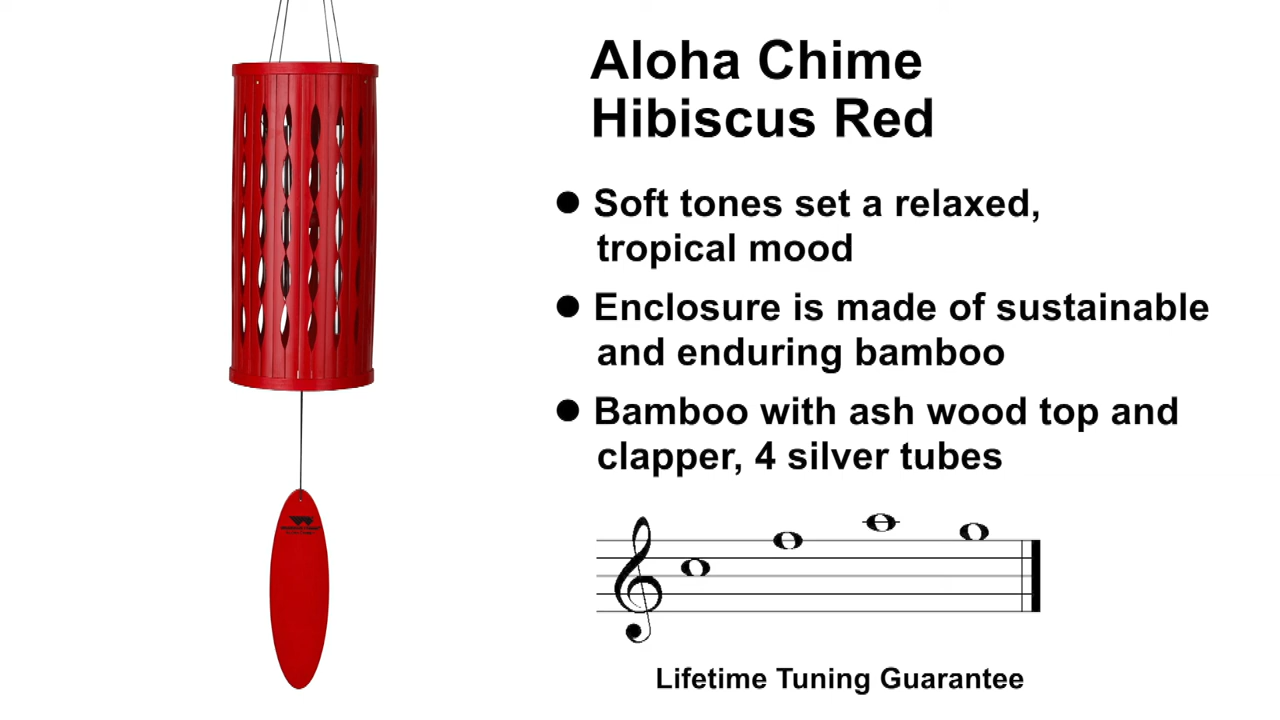 Aloha Chime
Hibiscus Red
● Soft tones set a relaxed,
tropical mood
● Enclosure is made of sustainable
and enduring bamboo
● Bamboo with ash wood top and
clapper, 4 silver tubes
Lifetime Tuning Guarantee